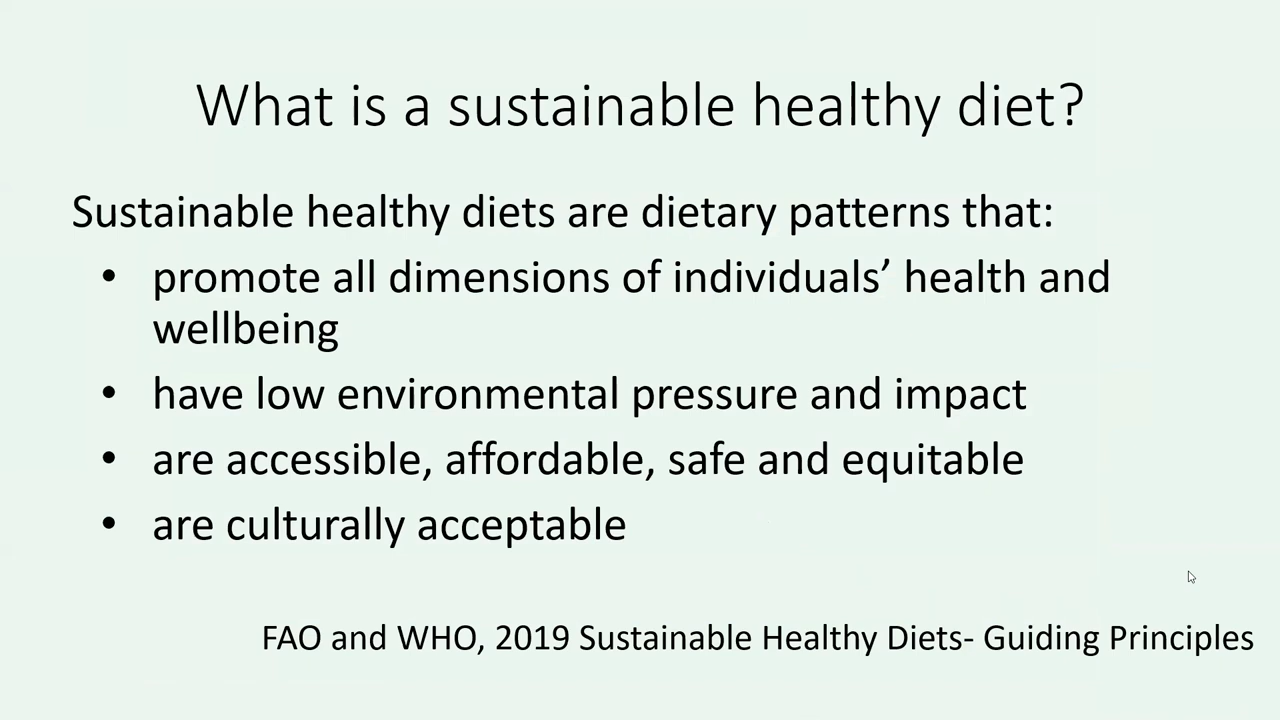 What is a sustainable healthy diet?
Sustainable healthy diets are dietary patterns that:
• promote all dimensions of individuals’ health and
wellbeing
• have low environmental pressure and impact
• are accessible, affordable, safe and equitable
• are culturally acceptable
FAO and WHO, 2019 Sustainable Healthy Diets- Guiding Principles